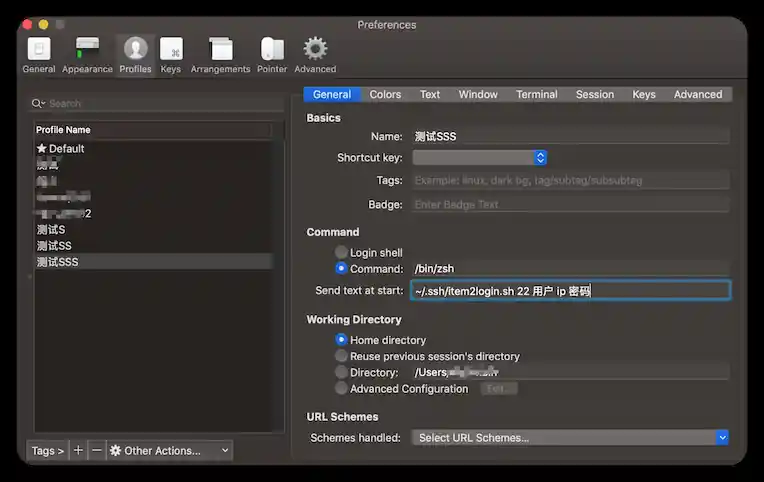 Preferences
General Appearance Profiles Keys Arrangements Pointer Advanced
Search
Profile Name
Default
测试
2
测试S
测试SS
测试SSS
Tags > + − Other Actions...
General Colors Text Window Terminal Session Keys Advanced
Basics
Name: 测试SSS
Shortcut key:
Tags: Example: linux, dark bg, tag/subtag/subsubtag
Badge: Enter Badge Text
Command
Login shell
Command: /bin/zsh
Send text at start: ~/.ssh/item2login.sh 22 用户 ip 密码
Working Directory
Home directory
Reuse previous session's directory
Directory: /Users/
Advanced Configuration Edit...
URL Schemes
Schemes handled: Select URL Schemes...